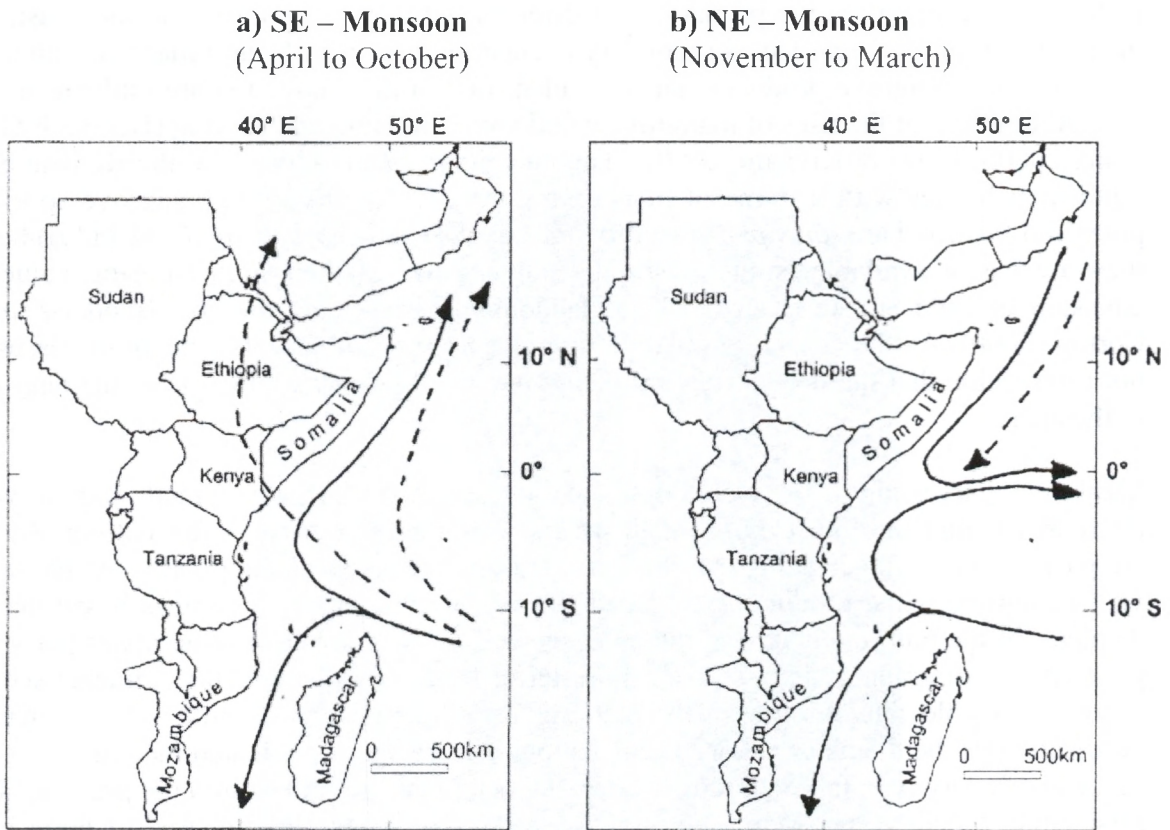 a) SE – Monsoon
(April to October)
40° E
50° E
Sudan
Ethiopia
Somalia
Kenya
Tanzania
Mozambique
Madagascar
10° N
0°
10° S
0
500km
b) NE – Monsoon
(November to March)
40° E
50° E
Sudan
Ethiopia
Somalia
Kenya
Tanzania
Mozambique
Madagascar
10° N
0°
10° S
0
500km